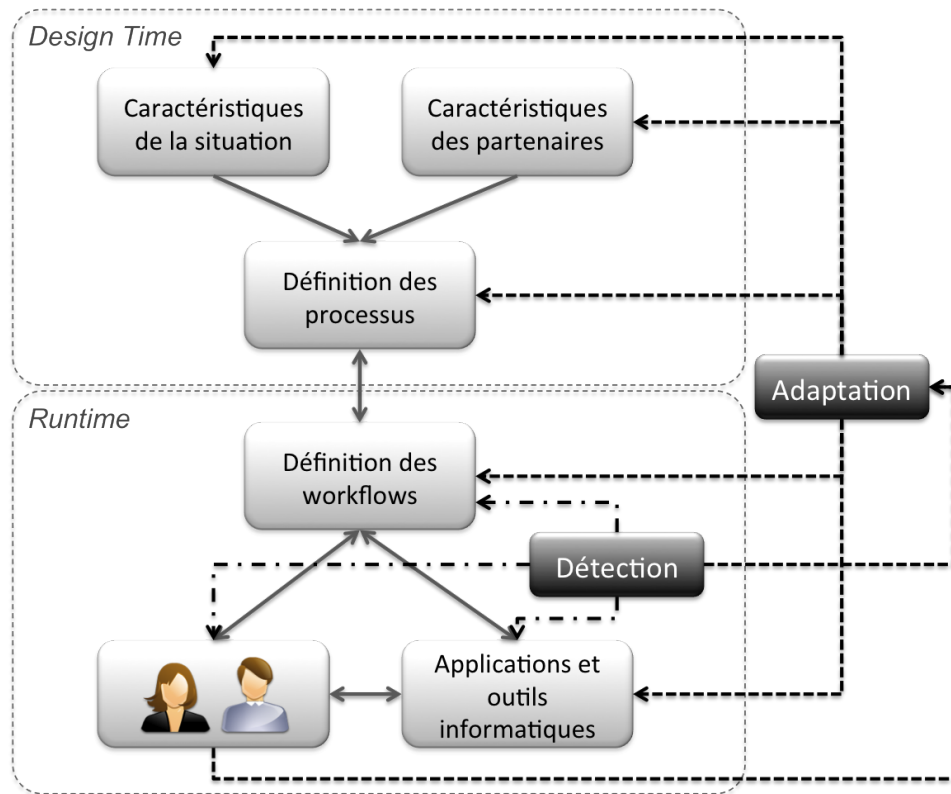 Design Time
Caractéristiques
de la situation
Caractéristiques
des partenaires
Définition des
processus
Adaptation
Runtime
Définition des
workflows
Détection
Applications et
outils
informatiques